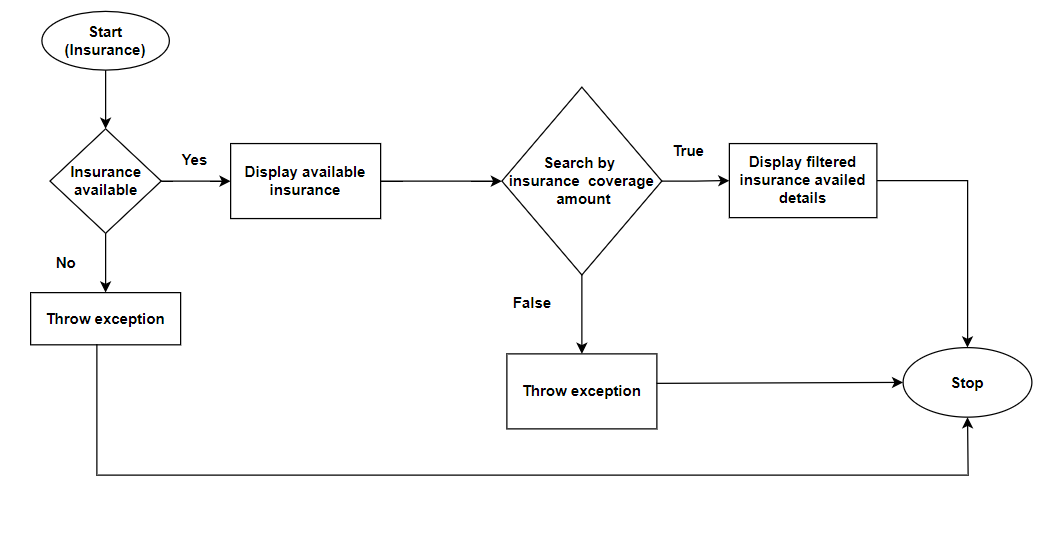 Start
(Insurance)
Insurance
available
Yes
Display available
insurance
Search by
insurance coverage
amount
True
Display filtered
insurance availed
details
No
Throw exception
False
Throw exception
Stop